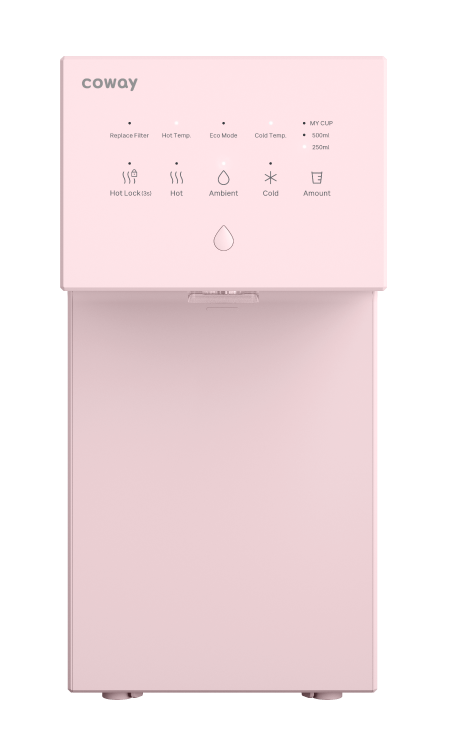 coway
MY CUP
Replace Filter Hot Temp. Eco Mode Cold Temp. 500ml
250ml
Hot Lock(3s) Hot Ambient Cold Amount